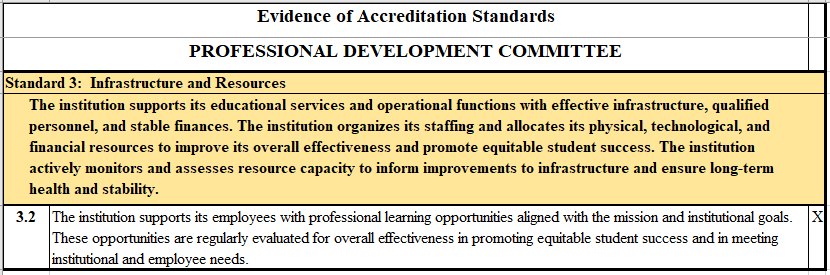 Evidence of Accreditation Standards
PROFESSIONAL DEVELOPMENT COMMITTEE
Standard 3:  Infrastructure and Resources
The institution supports its educational services and operational functions with effective infrastructure, qualified
personnel, and stable finances. The institution organizes its staffing and allocates its physical, technological, and
financial resources to improve its overall effectiveness and promote equitable student success. The institution
actively monitors and assesses resource capacity to inform improvements to infrastructure and ensure long-term
health and stability.
3.2 The institution supports its employees with professional learning opportunities aligned with the mission and institutional goals. X
These opportunities are regularly evaluated for overall effectiveness in promoting equitable student success and in meeting
institutional and employee needs.